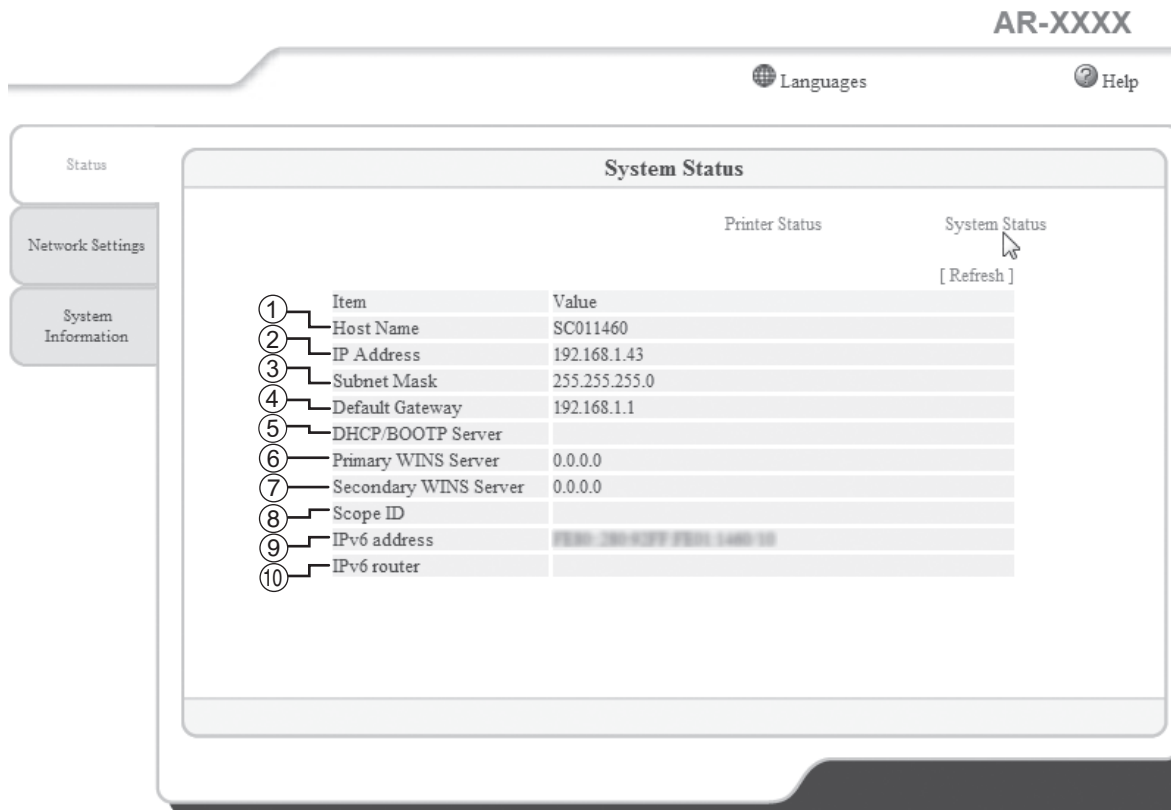 AR-XXXX
Languages
Help
Status
Network Settings
System
Information
System Status
Printer Status System Status
[ Refresh ]
Item Value
1 Host Name SC011460
2 IP Address 192.168.1.43
3 Subnet Mask 255.255.255.0
4 Default Gateway 192.168.1.1
5 DHCP/BOOTP Server
6 Primary WINS Server 0.0.0.0
7 Secondary WINS Server 0.0.0.0
8 Scope ID
9 IPv6 address
10 IPv6 router